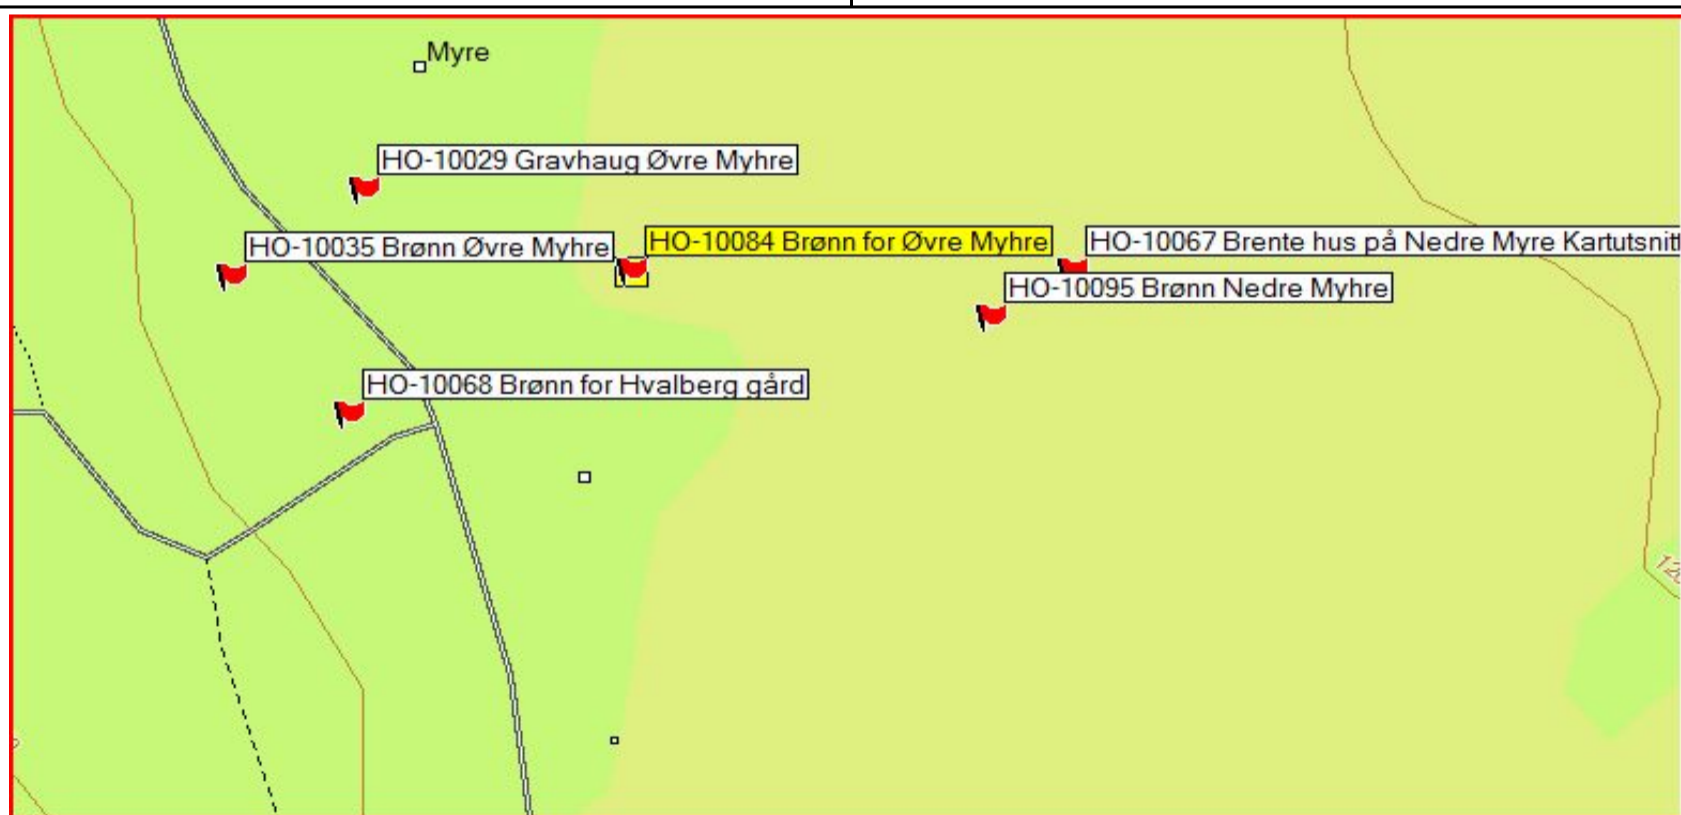 Myre
HO-10029 Gravhaug Øvre Myhre
HO-10035 Brønn Øvre Myhre
HO-10084 Brønn for Øvre Myhre
HO-10067 Brente hus på Nedre Myre Kartutsnitt
HO-10095 Brønn Nedre Myhre
HO-10068 Brønn for Hvalberg gård